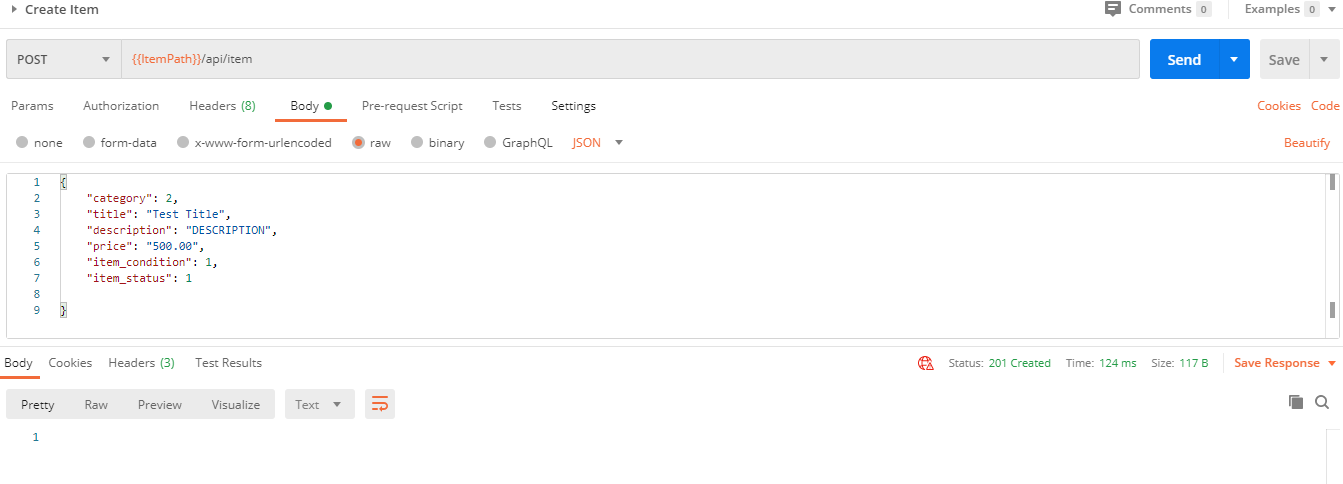 Create Item Comments 0 Examples 0
POST {{ItemPath}}/api/item Send Save
Params Authorization Headers (8) Body Pre-request Script Tests Settings Cookies Code
none form-data x-www-form-urlencoded raw binary GraphQL JSON Beautify
1 {
2 "category": 2,
3 "title": "Test Title",
4 "description": "DESCRIPTION",
5 "price": "500.00",
6 "item_condition": 1,
7 "item_status": 1
8
9 }
Body Cookies Headers (3) Test Results Status: 201 Created Time: 124 ms Size: 117 B Save Response
Pretty Raw Preview Visualize Text
1